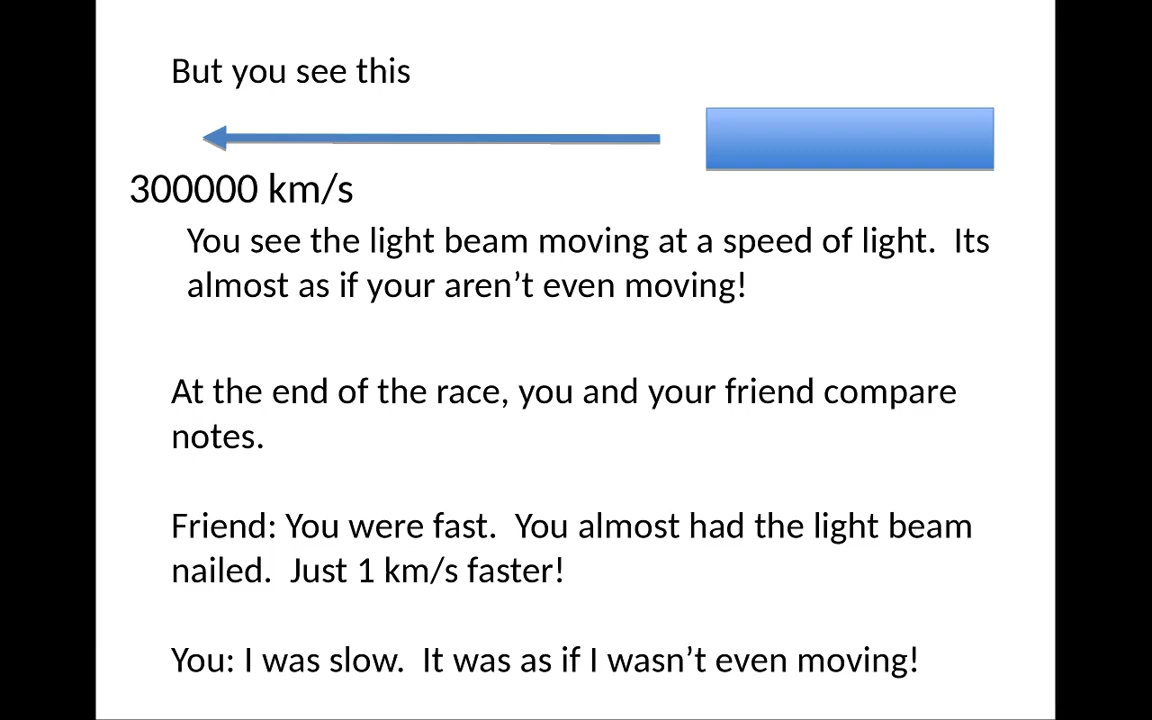 But you see this
300000 km/s
You see the light beam moving at a speed of light.  Its
almost as if your aren’t even moving!
At the end of the race, you and your friend compare
notes.
Friend: You were fast.  You almost had the light beam
nailed.  Just 1 km/s faster!
You: I was slow.  It was as if I wasn’t even moving!